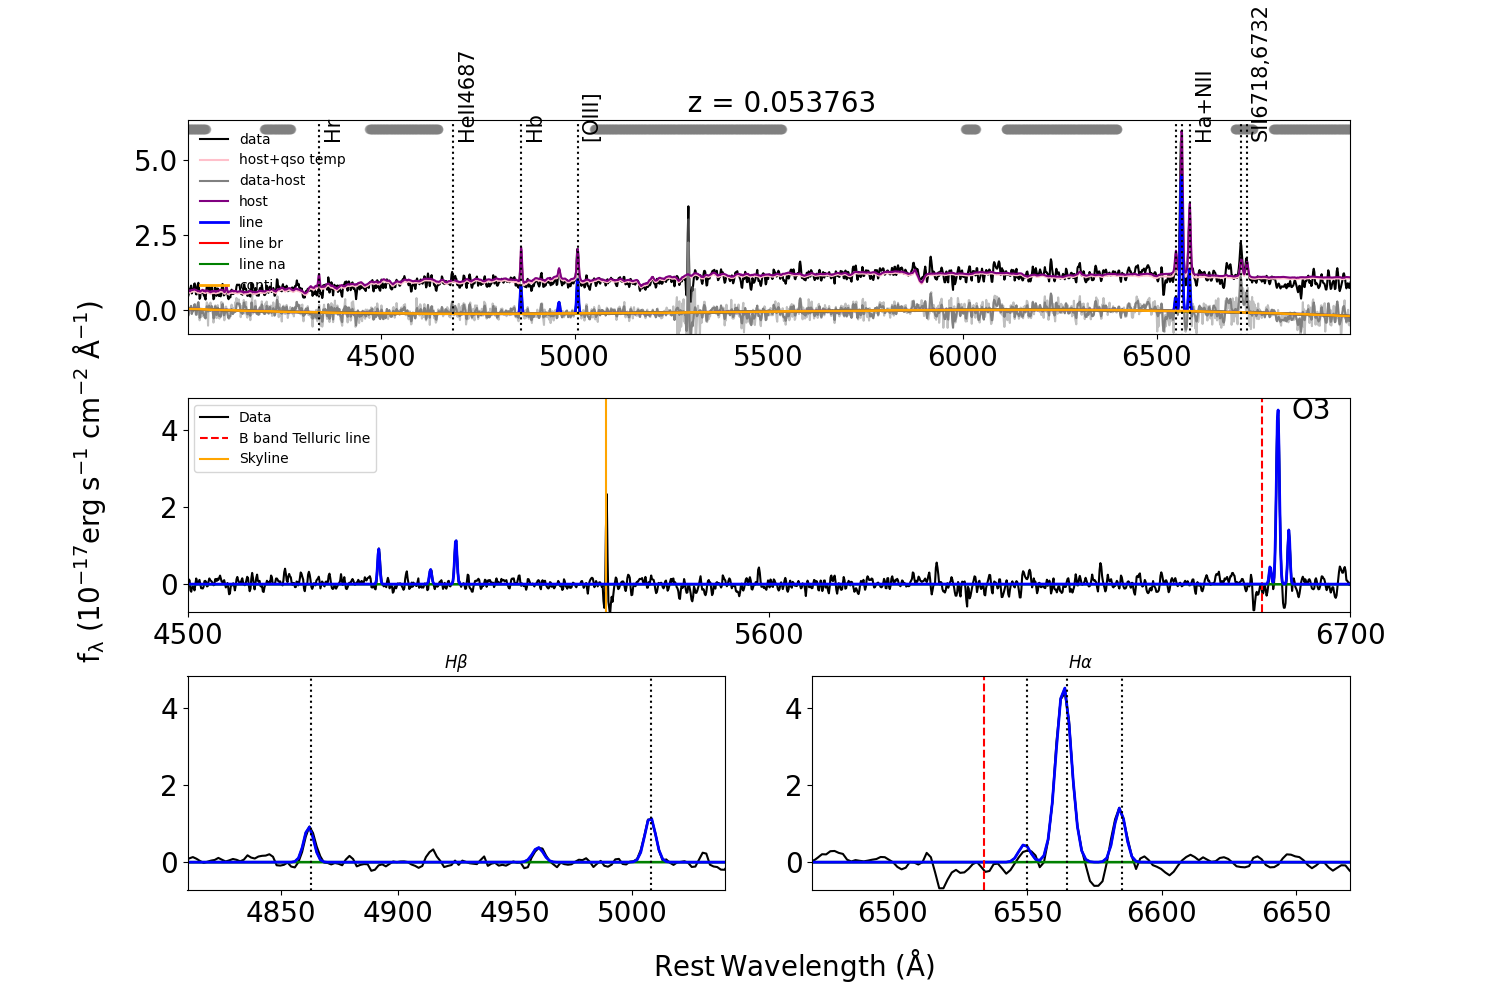 z = 0.053763
Hr
HeII4687
Hb
[OIII]
Ha+NII
SII6718,6732
data
host+qso temp
data-host
host
line
line br
line na
conti
5.0
2.5
0.0
4500 5000 5500 6000 6500
Data
B band Telluric line
Skyline
O3
4
2
0
4500 5600 6700
fλ (10−17erg s−1 cm−2 Å−1)
Hβ
4
2
0
4850 4900 4950 5000
Hα
4
2
0
6500 6550 6600 6650
Rest Wavelength (Å)